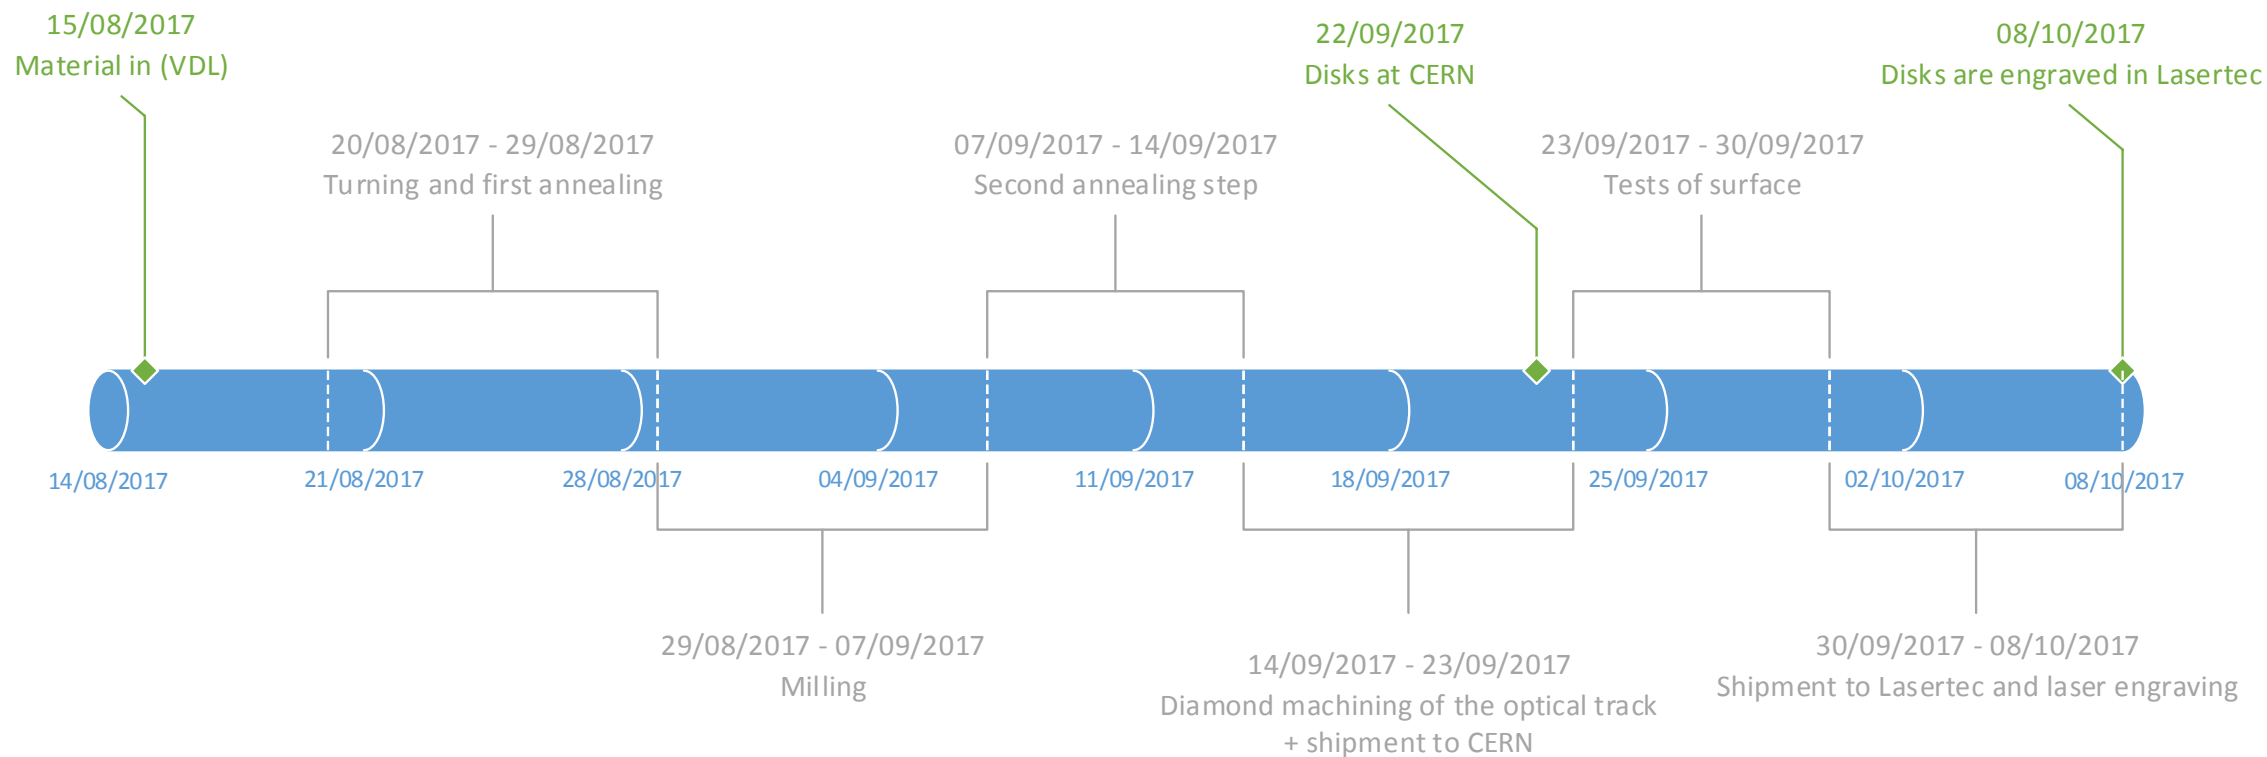 15/08/2017
Material in (VDL)
22/09/2017
Disks at CERN
08/10/2017
Disks are engraved in Lasertec
20/08/2017 - 29/08/2017
Turning and first annealing
07/09/2017 - 14/09/2017
Second annealing step
23/09/2017 - 30/09/2017
Tests of surface
14/08/2017
21/08/2017
28/08/2017
04/09/2017
11/09/2017
18/09/2017
25/09/2017
02/10/2017
08/10/2017
29/08/2017 - 07/09/2017
Milling
14/09/2017 - 23/09/2017
Diamond machining of the optical track
+ shipment to CERN
30/09/2017 - 08/10/2017
Shipment to Lasertec and laser engraving